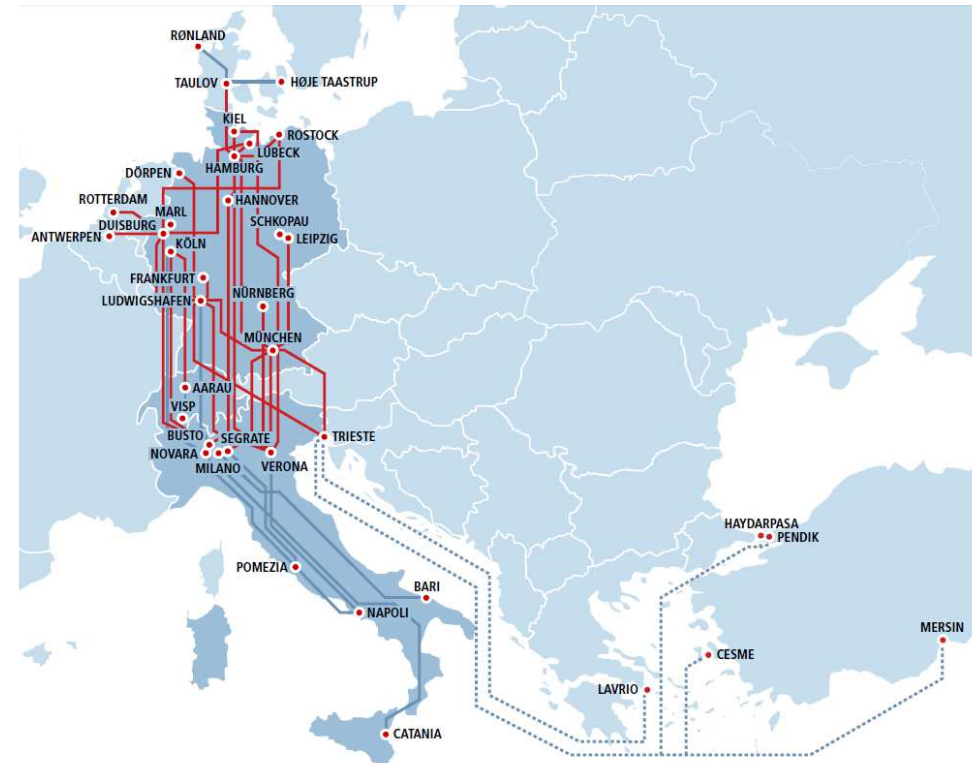 RØNLAND
TAULOV
HØJE TAASTRUP
KIEL
ROSTOCK
LÜBECK
HAMBURG
DÖRPEN
HANNOVER
ROTTERDAM
MARL
DUISBURG
SCHKOPAU
ANTWERPEN
LEIPZIG
KÖLN
FRANKFURT
NÜRNBERG
LUDWIGSHAFEN
MÜNCHEN
AARAU
VISP
BUSTO
SEGRATE
TRIESTE
NOVARA
MILANO
VERONA
HAYDARPASA
PENDIK
POMEZIA
BARI
NAPOLI
MERSIN
CESME
LAVRIO
CATANIA